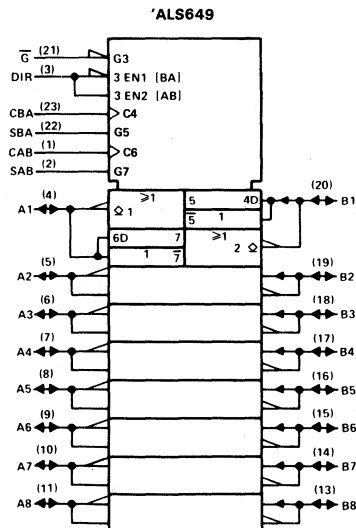 'ALS649
G̅ (21) G3
DIR (3) 3 EN1 [BA]
3 EN2 [AB]
CBA (23) C4
SBA (22) G5
CAB (1) C6
SAB (2) G7
(4) ≥1 5 4D (20)
A1 1 5̅ 1 B1
6D 7 ≥1
1 7̅ 2
(5) (19)
A2 B2
(6) (18)
A3 B3
(7) (17)
A4 B4
(8) (16)
A5 B5
(9) (15)
A6 B6
(10) (14)
A7 B7
(11) (13)
A8 B8